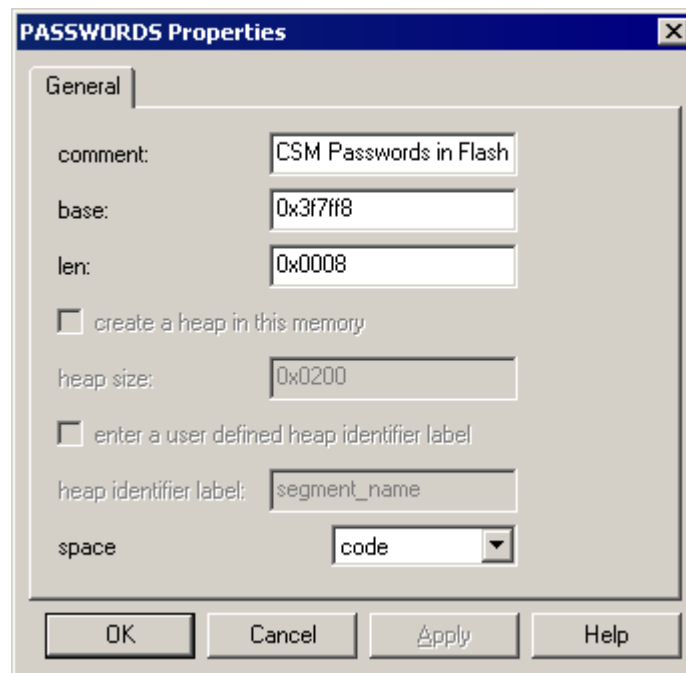 PASSWORDS Properties
General
comment: CSM Passwords in Flash
base: 0x3f7ff8
len: 0x0008
create a heap in this memory
heap size: 0x0200
enter a user defined heap identifier label
heap identifier label: segment_name
space code
OK Cancel Apply Help